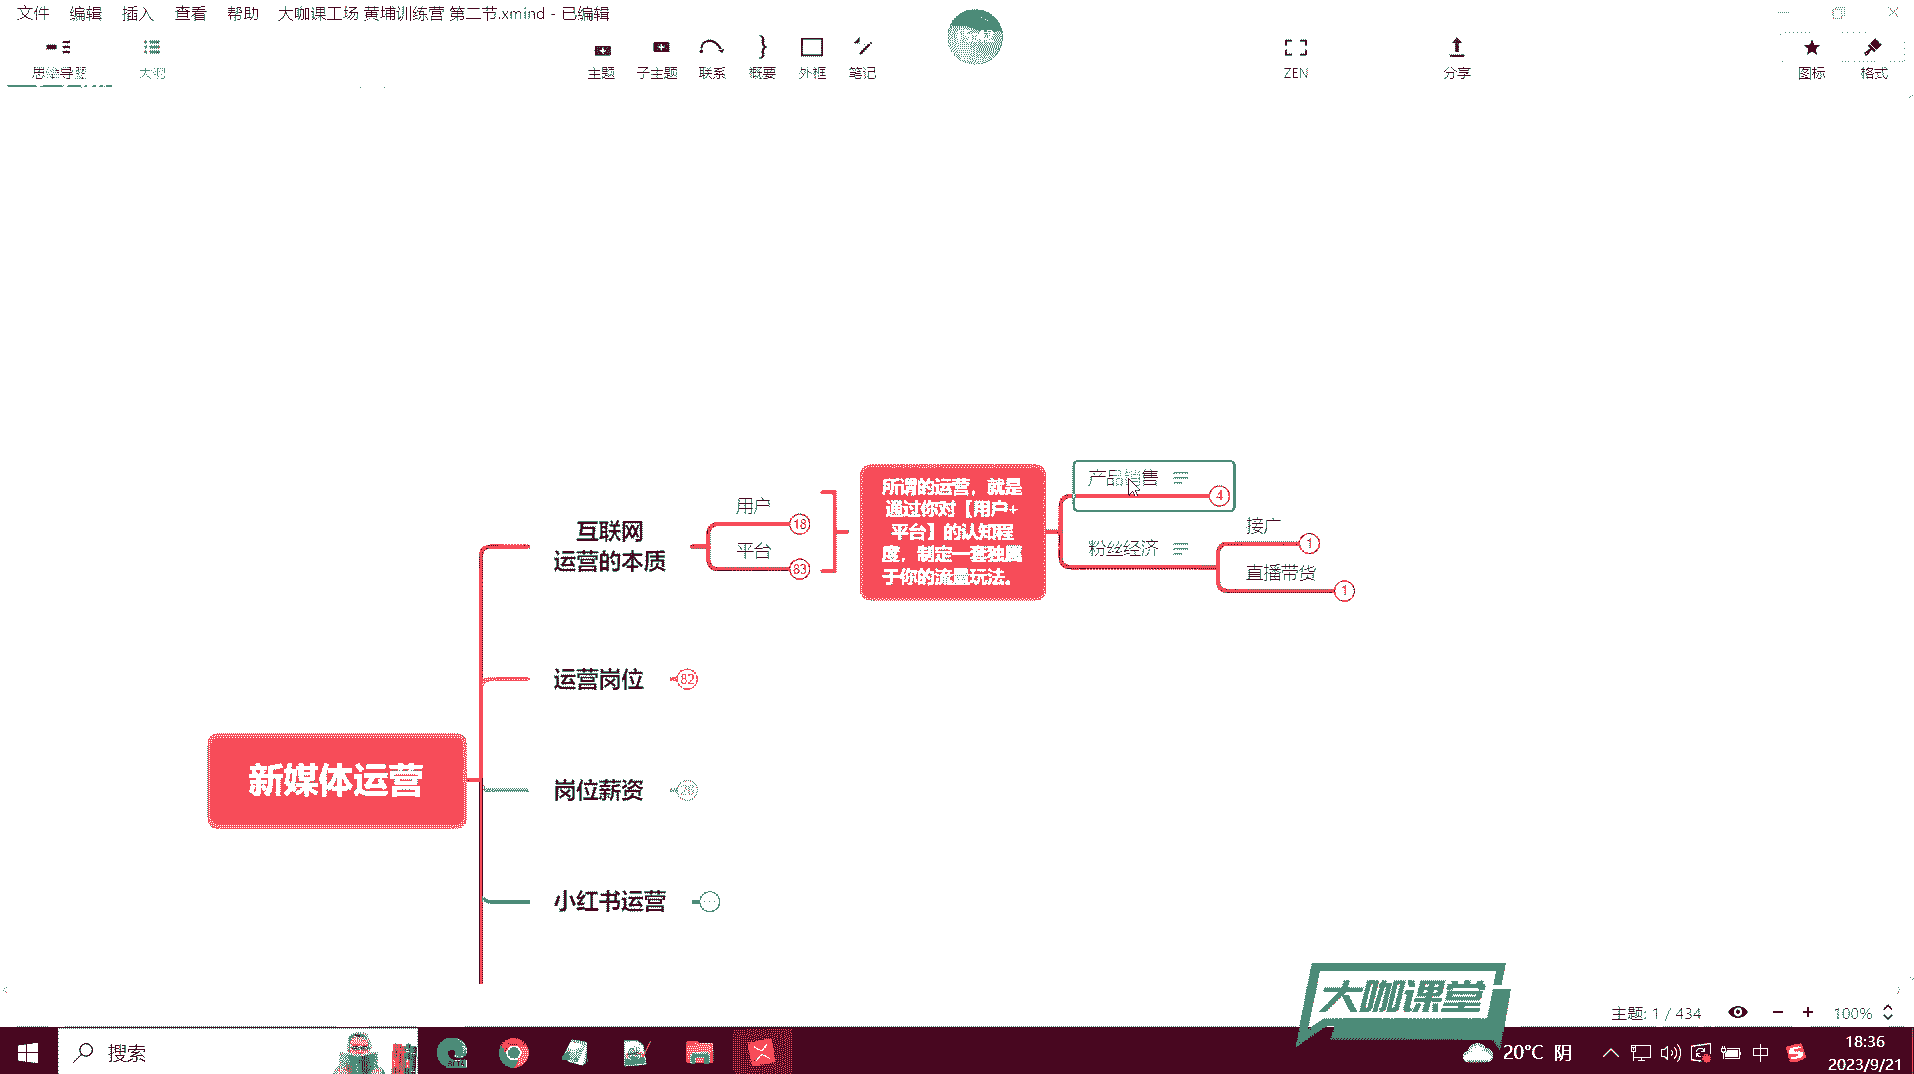 文件 编辑 插入 查看 帮助 大咖课工场 黄埔训练营 第二节.xmind - 已编辑
思维导图 大纲 主题 子主题 联系 概要 外框 笔记 ZEN 分享 图标 格式
产品销售
4
所谓的运营，就是
通过你对【用户+
平台】的认知程
度，制定一套独属
于你的流量玩法。
用户
18
互联网
运营的本质
平台
83
接广
1
粉丝经济
直播带货
1
运营岗位
82
新媒体运营
岗位薪资
小红书运营
大咖课堂
主题: 1 / 434
100%
搜索
BETA
20°C 阴
中
18:36
2023/9/21